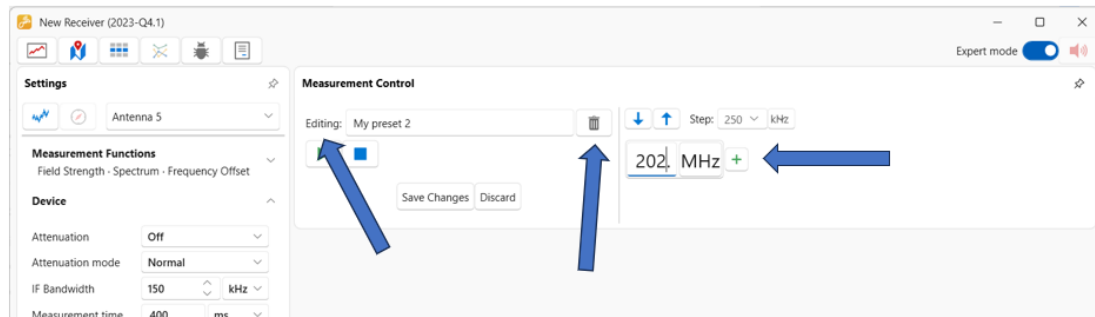 New Receiver (2023-Q4.1)
Expert mode
Settings
Antenna 5
Measurement Functions
Field Strength · Spectrum · Frequency Offset
Device
Attenuation Off
Attenuation mode Normal
IF Bandwidth 150 kHz
Measurement time 400 ms
Measurement Control
Editing: My preset 2
Save Changes Discard
Step: 250 kHz
202. MHz +